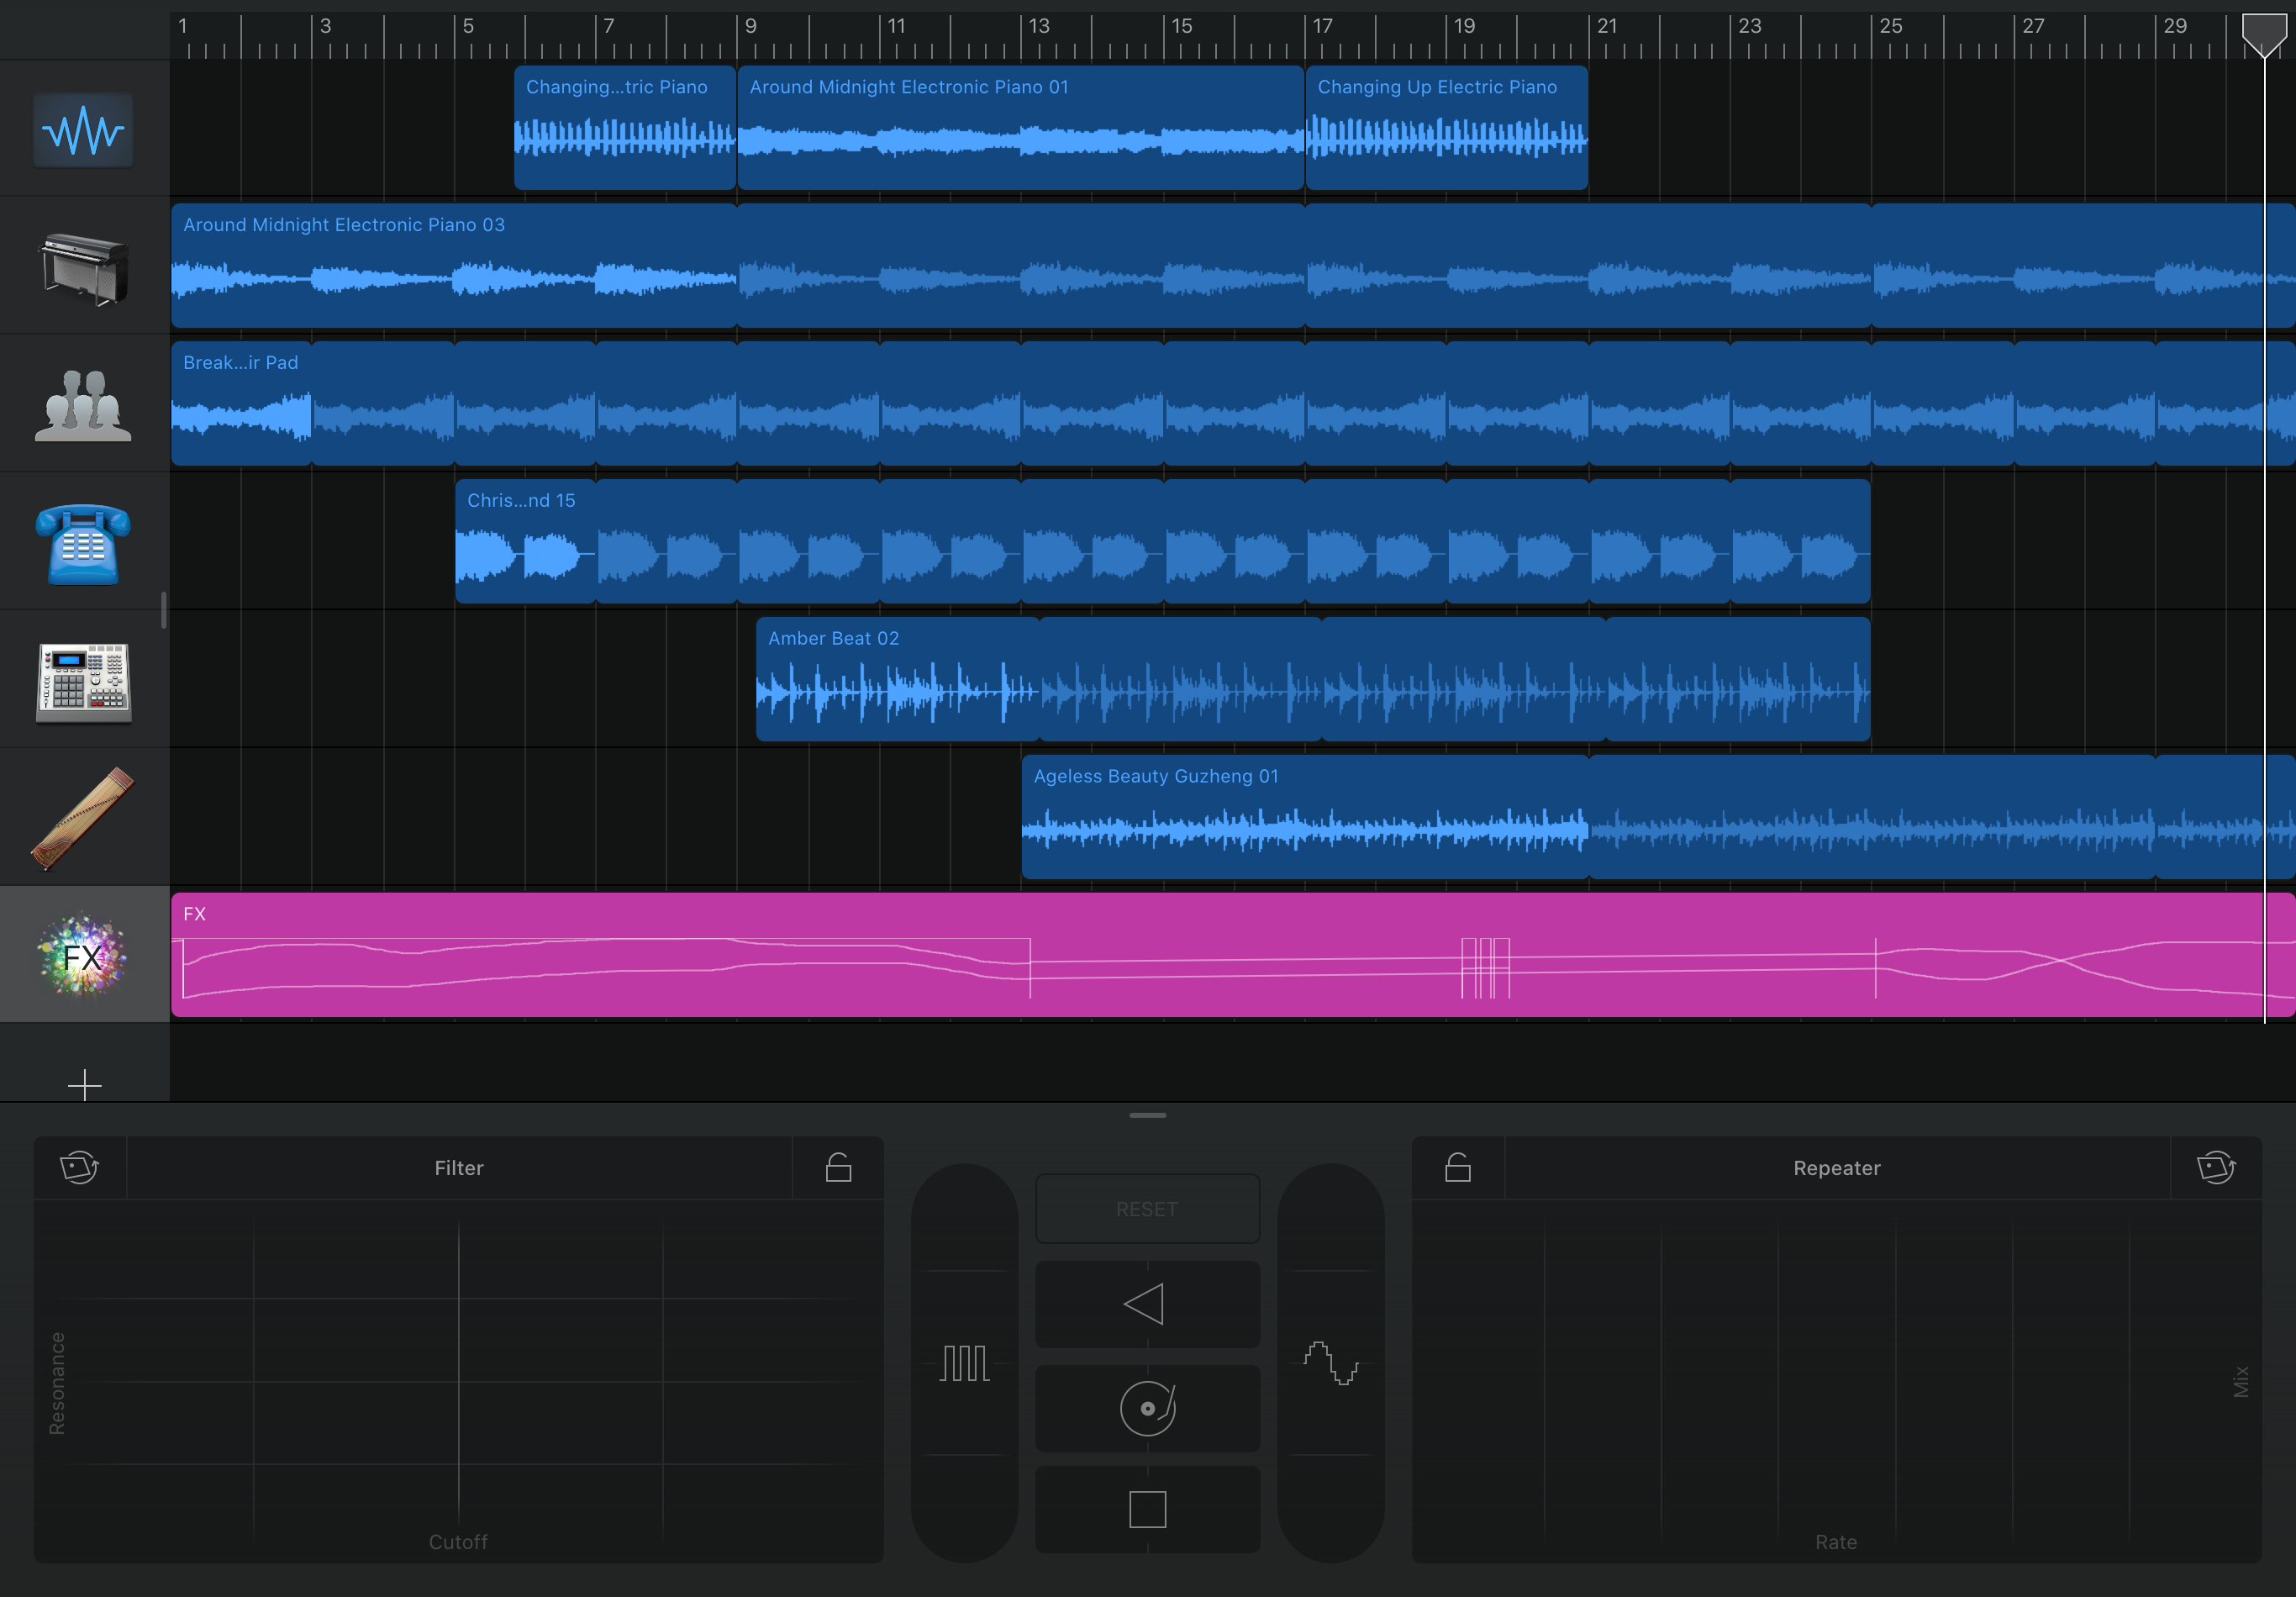 1 3 5 7 9 11 13 15 17 19 21 23 25 27 29
Changing...tric Piano Around Midnight Electronic Piano 01 Changing Up Electric Piano
Around Midnight Electronic Piano 03
Break...ir Pad
Chris...nd 15
Amber Beat 02
Ageless Beauty Guzheng 01
FX
FX
Filter
Resonance
Cutoff
RESET
Repeater
Mix
Rate